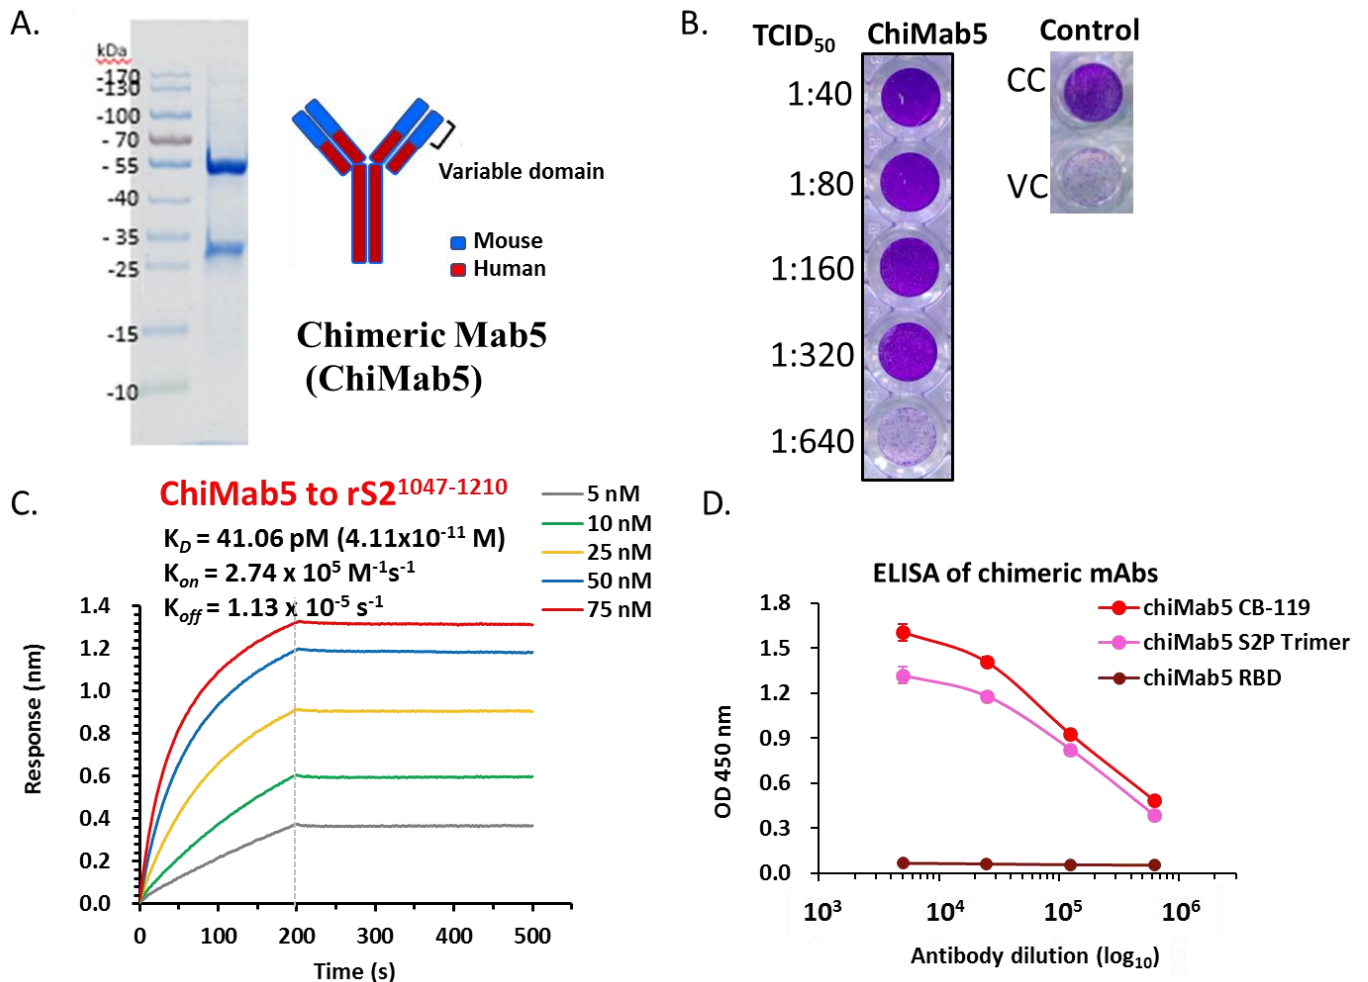 A.
kDa
-170
-130
-100
- 70
- 55
-40
- 35
-25
-15
-10
Variable domain
Mouse
Human
Chimeric Mab5
(ChiMab5)
B.
TCID50
ChiMab5
Control
1:40
1:80
1:160
1:320
1:640
CC
VC
C.
ChiMab5 to rS2¹⁰⁴⁷⁻¹²¹⁰
KD = 41.06 pM (4.11x10⁻¹¹ M)
Kon = 2.74 x 10⁵ M⁻¹s⁻¹
Koff = 1.13 x 10⁻⁵ s⁻¹
5 nM
10 nM
25 nM
50 nM
75 nM
Response (nm)
1.4
1.2
1.0
0.8
0.6
0.4
0.2
0.0
0 100 200 300 400 500
Time (s)
D.
ELISA of chimeric mAbs
chiMab5 CB-119
chiMab5 S2P Trimer
chiMab5 RBD
OD 450 nm
1.8
1.5
1.2
0.9
0.6
0.3
0.0
10³ 10⁴ 10⁵ 10⁶
Antibody dilution (log₁₀)